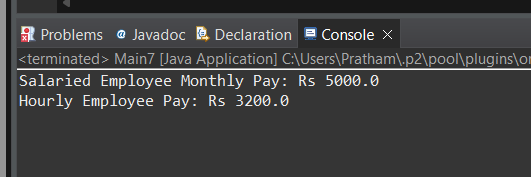 Problems @ Javadoc Declaration Console ×
<terminated> Main7 [Java Application] C:\Users\Pratham\.p2\pool\plugins\or
Salaried Employee Monthly Pay: Rs 5000.0
Hourly Employee Pay: Rs 3200.0